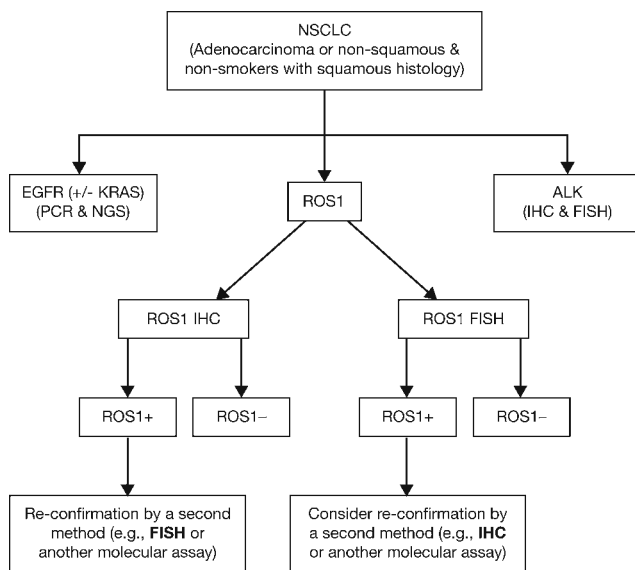 NSCLC
(Adenocarcinoma or non-squamous &
non-smokers with squamous histology)
EGFR (+/- KRAS)
(PCR & NGS)
ROS1
ALK
(IHC & FISH)
ROS1 IHC
ROS1 FISH
ROS1+
ROS1–
ROS1+
ROS1–
Re-confirmation by a second
method (e.g., FISH or
another molecular assay)
Consider re-confirmation by
a second method (e.g., IHC
or another molecular assay)